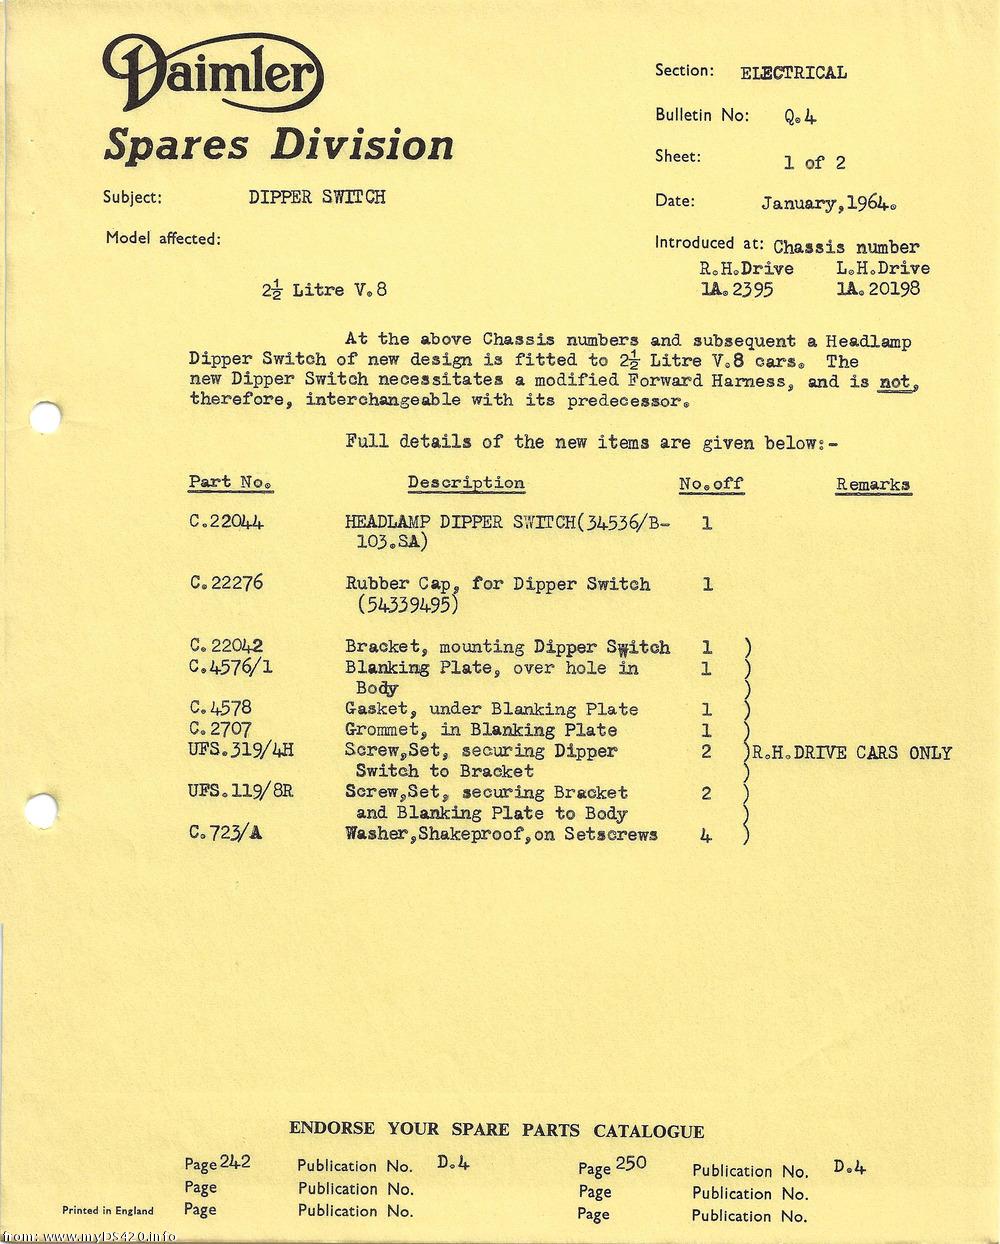 Daimler
Spares Division
Section: ELECTRICAL
Bulletin No: Q.4
Sheet: 1 of 2
Subject: DIPPER SWITCH
Date: January,1964.
Model affected:
Introduced at: Chassis number
R.H.Drive L.H.Drive
2½ Litre V.8 1A.2395 1A.20198
At the above Chassis numbers and subsequent a Headlamp
Dipper Switch of new design is fitted to 2½ Litre V.8 cars. The
new Dipper Switch necessitates a modified Forward Harness, and is not,
therefore, interchangeable with its predecessor.
Full details of the new items are given below:-
Part No. Description No.off Remarks
C.22044 HEADLAMP DIPPER SWITCH(34536/B- 1
103.SA)
C.22276 Rubber Cap, for Dipper Switch 1
(54339495)
C.22042 Bracket, mounting Dipper Switch 1 )
C.4576/1 Blanking Plate, over hole in 1 )
Body )
C.4578 Gasket, under Blanking Plate 1 )
C.2707 Grommet, in Blanking Plate 1 )
UFS.319/4H Screw,Set, securing Dipper 2 )R.H.DRIVE CARS ONLY
Switch to Bracket )
UFS.119/8R Screw,Set, securing Bracket 2 )
and Blanking Plate to Body )
C.723/A Washer,Shakeproof,on Setscrews 4 )
ENDORSE YOUR SPARE PARTS CATALOGUE
Page 242 Publication No. D.4 Page 250 Publication No. D.4
Page Publication No. Page Publication No.
Printed in England Page Publication No. Page Publication No.
from: www.myDS420.info